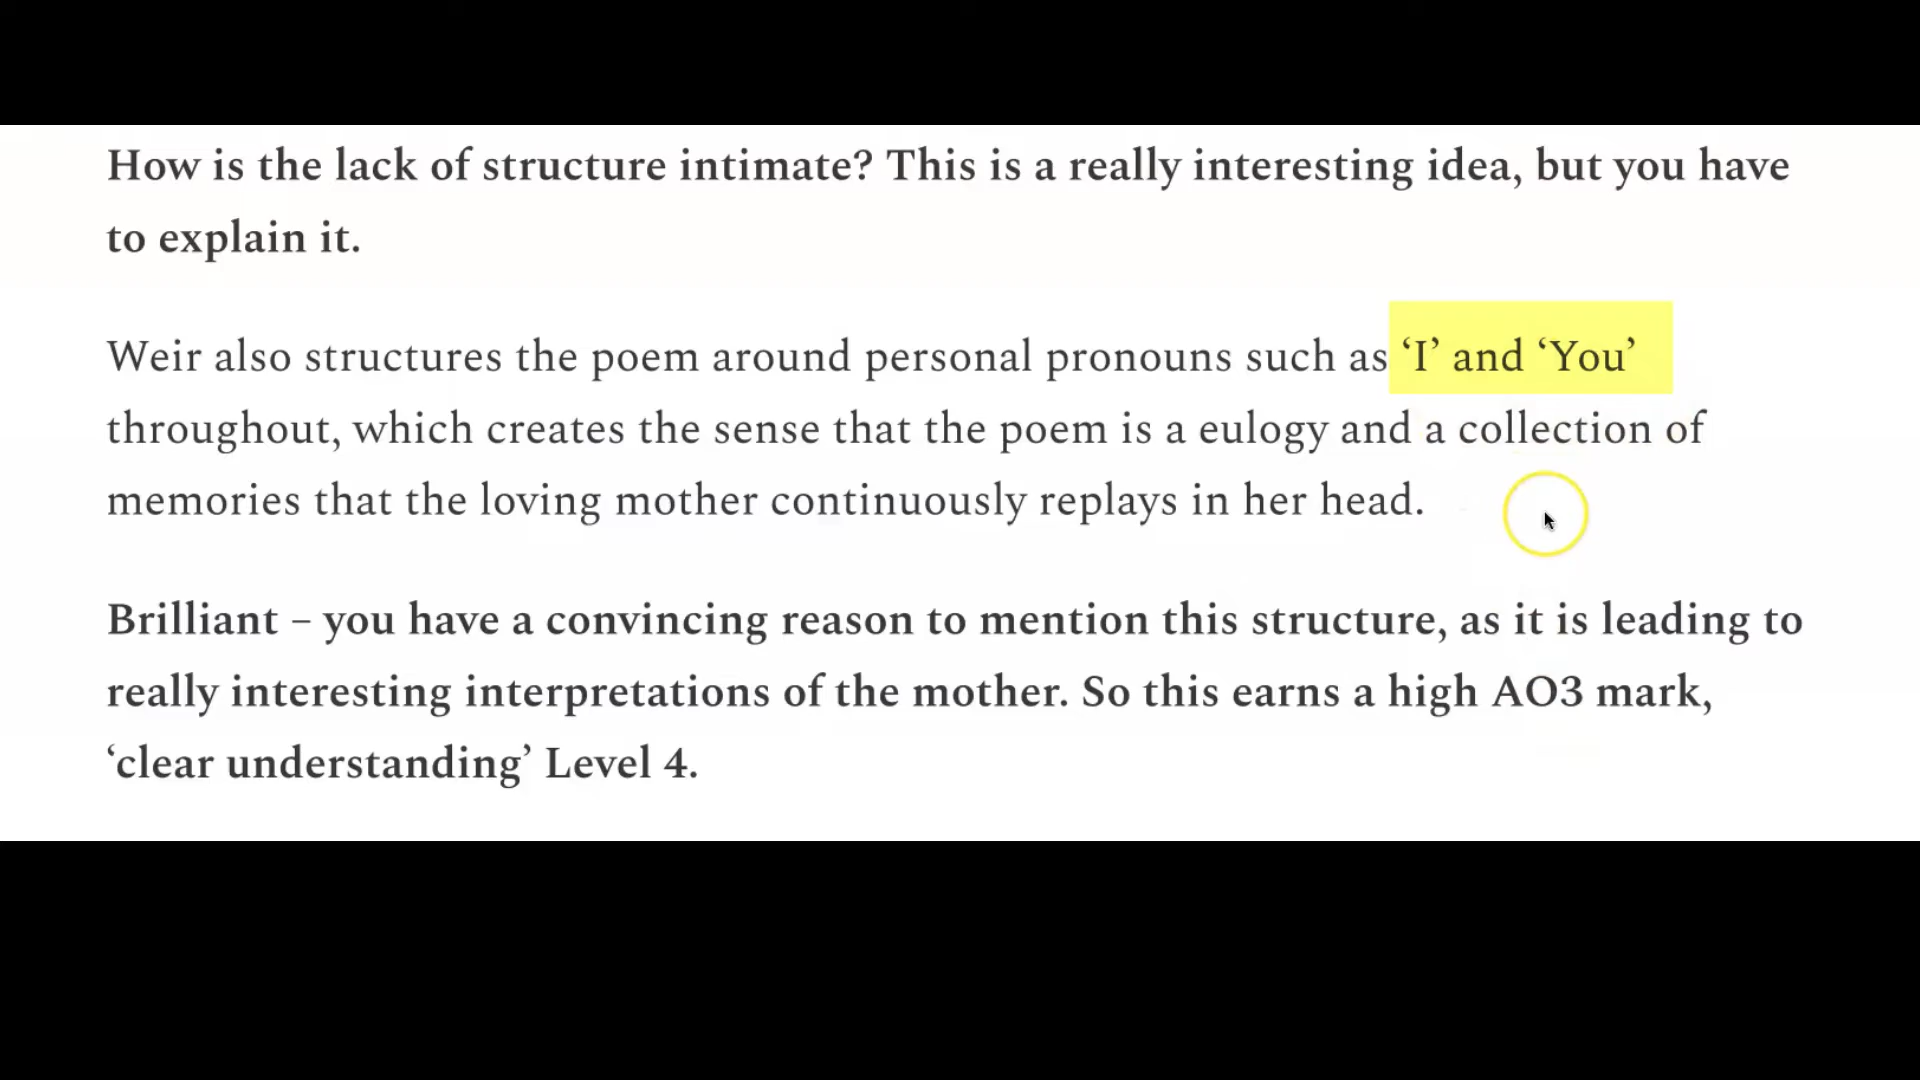 How is the lack of structure intimate? This is a really interesting idea, but you have
to explain it.
Weir also structures the poem around personal pronouns such as ‘I’ and ‘You’
throughout, which creates the sense that the poem is a eulogy and a collection of
memories that the loving mother continuously replays in her head.
Brilliant – you have a convincing reason to mention this structure, as it is leading to
really interesting interpretations of the mother. So this earns a high AO3 mark,
‘clear understanding’ Level 4.